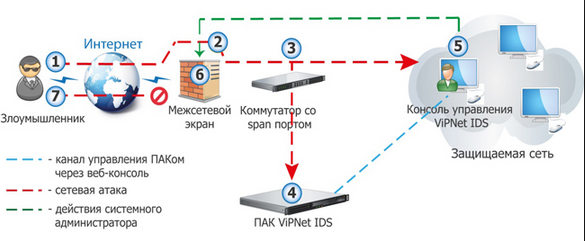 Интернет
1
2
3
4
5
6
7
Злоумышленник
Межсетевой
экран
Коммутатор со
span портом
Консоль управления
ViPNet IDS
Защищаемая сеть
ПАК ViPNet IDS
- канал управления ПАКом
через веб-консоль
- сетевая атака
- действия системного
администратора